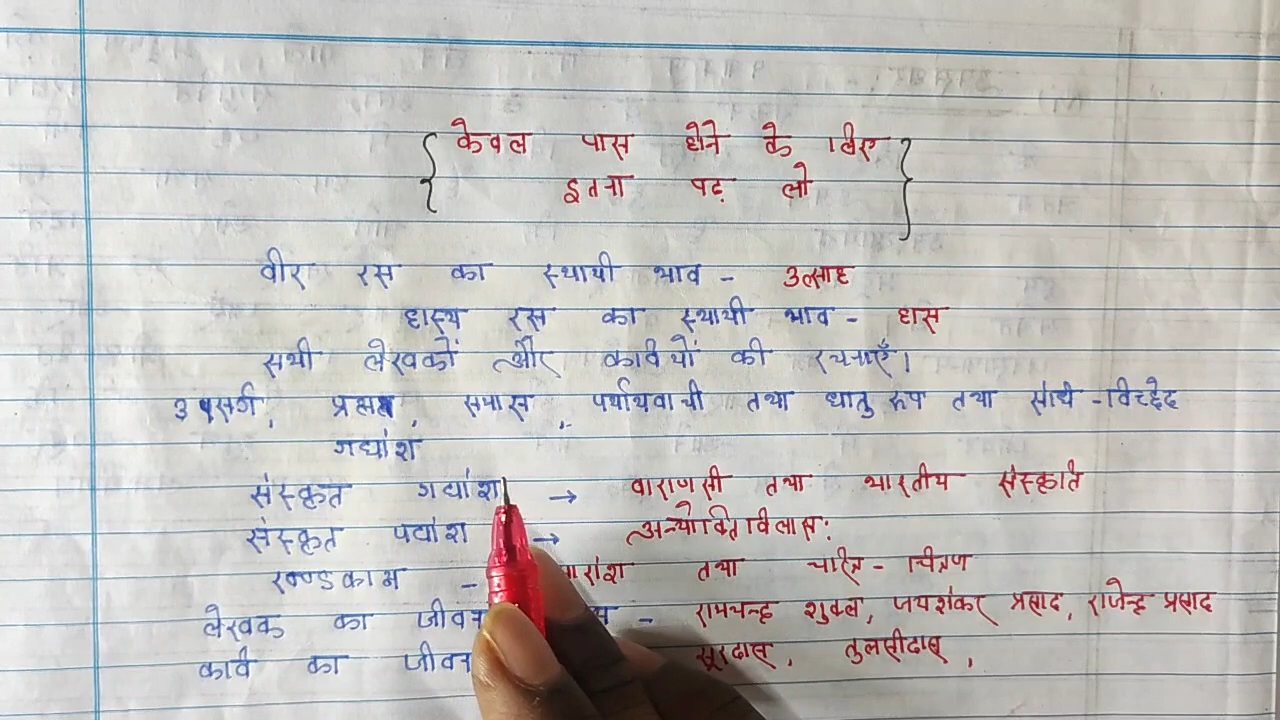 केवल पास होने के लिए
इतना पढ़ लो
वीर रस का स्थायी भाव - उत्साह
हास्य रस का स्थायी भाव - हास
सभी लेखकों और कवियों की रचनाएँ।
उपसर्ग, प्रत्यय, समास, पर्यायवाची तथा धातु रूप तथा संधि - विच्छेद
गद्यांश
संस्कृत गद्यांश → वाराणसी तथा भारतीय संस्कृति
संस्कृत पद्यांश → अन्योक्तिविलासः
खण्डकाव्य - सारांश तथा चरित्र - चित्रण
लेखक का जीवन - रामचन्द्र शुक्ल, जयशंकर प्रसाद, राजेन्द्र प्रसाद
कवि का जीवन सूरदास, तुलसीदास,